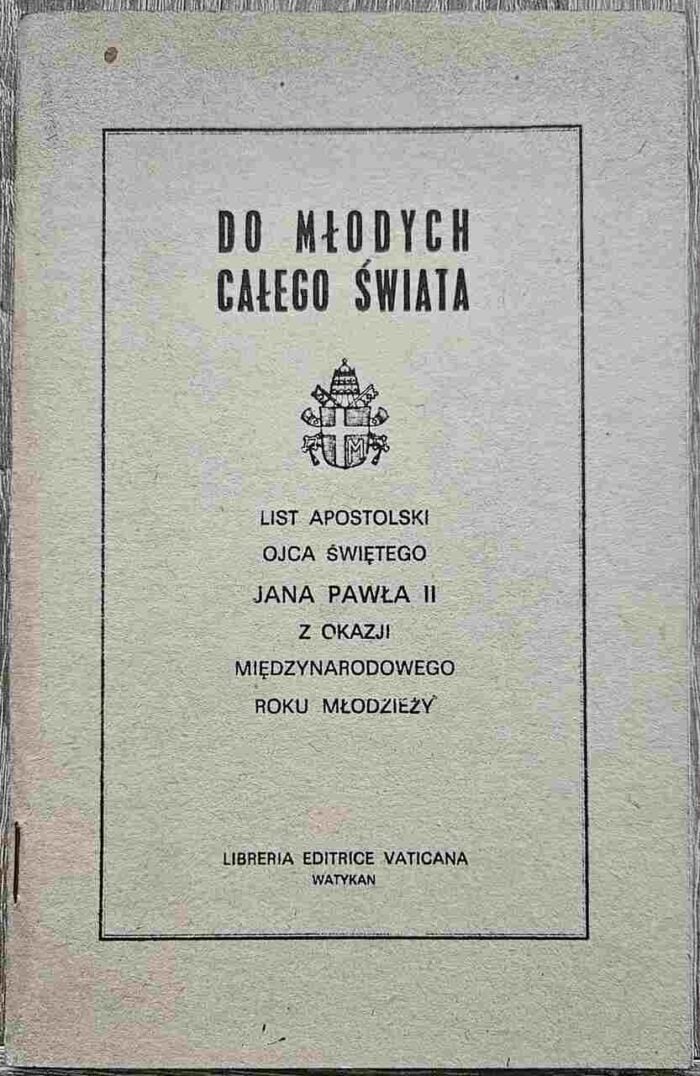 DO MŁODYCH
CAŁEGO ŚWIATA
M
LIST APOSTOLSKI
OJCA ŚWIĘTEGO
JANA PAWŁA II
Z OKAZJI
MIĘDZYNARODOWEGO
ROKU MŁODZIEŻY
LIBRERIA EDITRICE VATICANA
WATYKAN